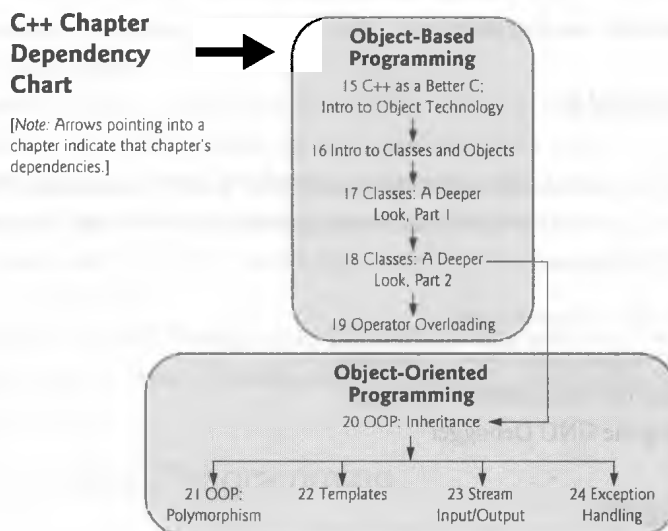 C++ Chapter
Dependency
Chart
[Note: Arrows pointing into a
chapter indicate that chapter's
dependencies.]
Object-Based
Programming
15 C++ as a Better C;
Intro to Object Technology
16 Intro to Classes and Objects
17 Classes: A Deeper
Look, Part 1
18 Classes: A Deeper
Look, Part 2
19 Operator Overloading
Object-Oriented
Programming
20 OOP: Inheritance
21 OOP:
Polymorphism
22 Templates
23 Stream
Input/Output
24 Exception
Handling
GNU Debugger